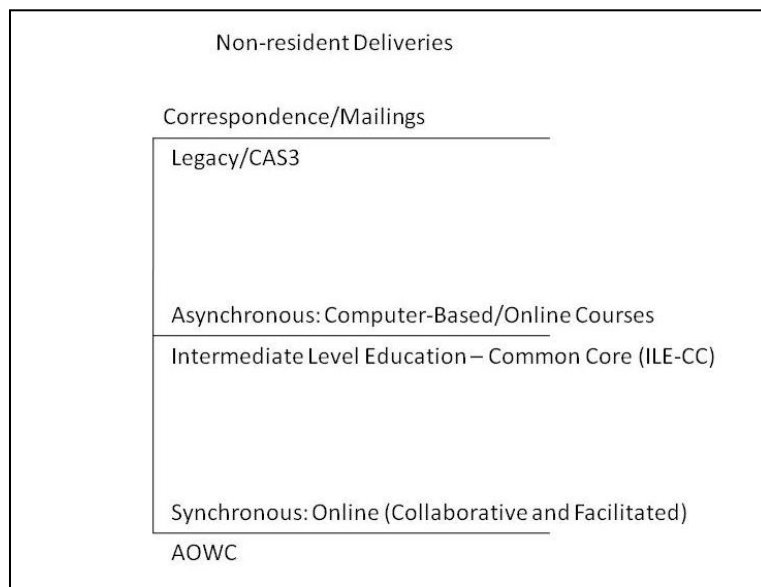 Non-resident Deliveries
Correspondence/Mailings
Legacy/CAS3
Asynchronous: Computer-Based/Online Courses
Intermediate Level Education – Common Core (ILE-CC)
Synchronous: Online (Collaborative and Facilitated)
AOWC